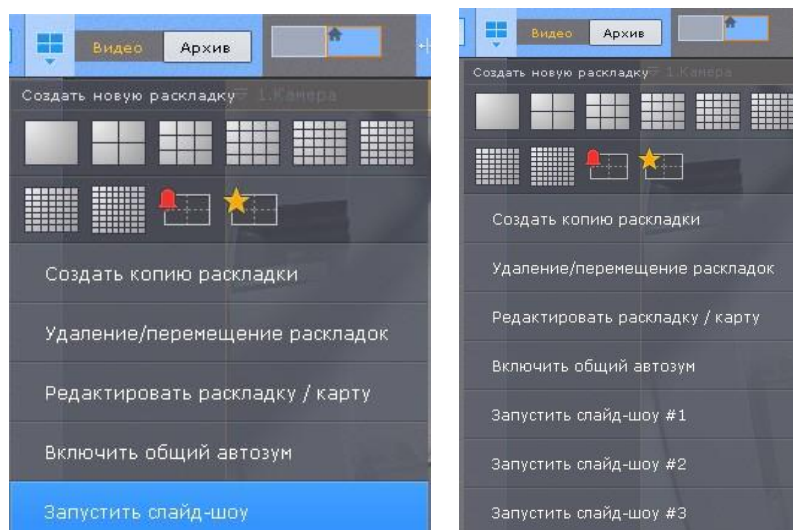 Видео Архив
Создать новую раскладку 1.Камера
Создать копию раскладки
Удаление/перемещение раскладок
Редактировать раскладку / карту
Включить общий автозум
Запустить слайд-шоу
Видео Архив
Создать новую раскладку 1.Камера
Создать копию раскладки
Удаление/перемещение раскладок
Редактировать раскладку / карту
Включить общий автозум
Запустить слайд-шоу #1
Запустить слайд-шоу #2
Запустить слайд-шоу #3